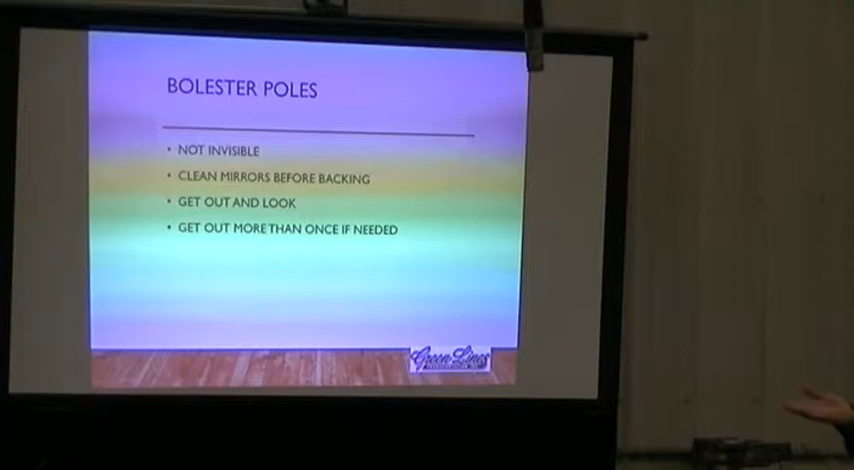 BOLESTER POLES
• NOT INVISIBLE
• CLEAN MIRRORS BEFORE BACKING
• GET OUT AND LOOK
• GET OUT MORE THAN ONCE IF NEEDED
Green Lines